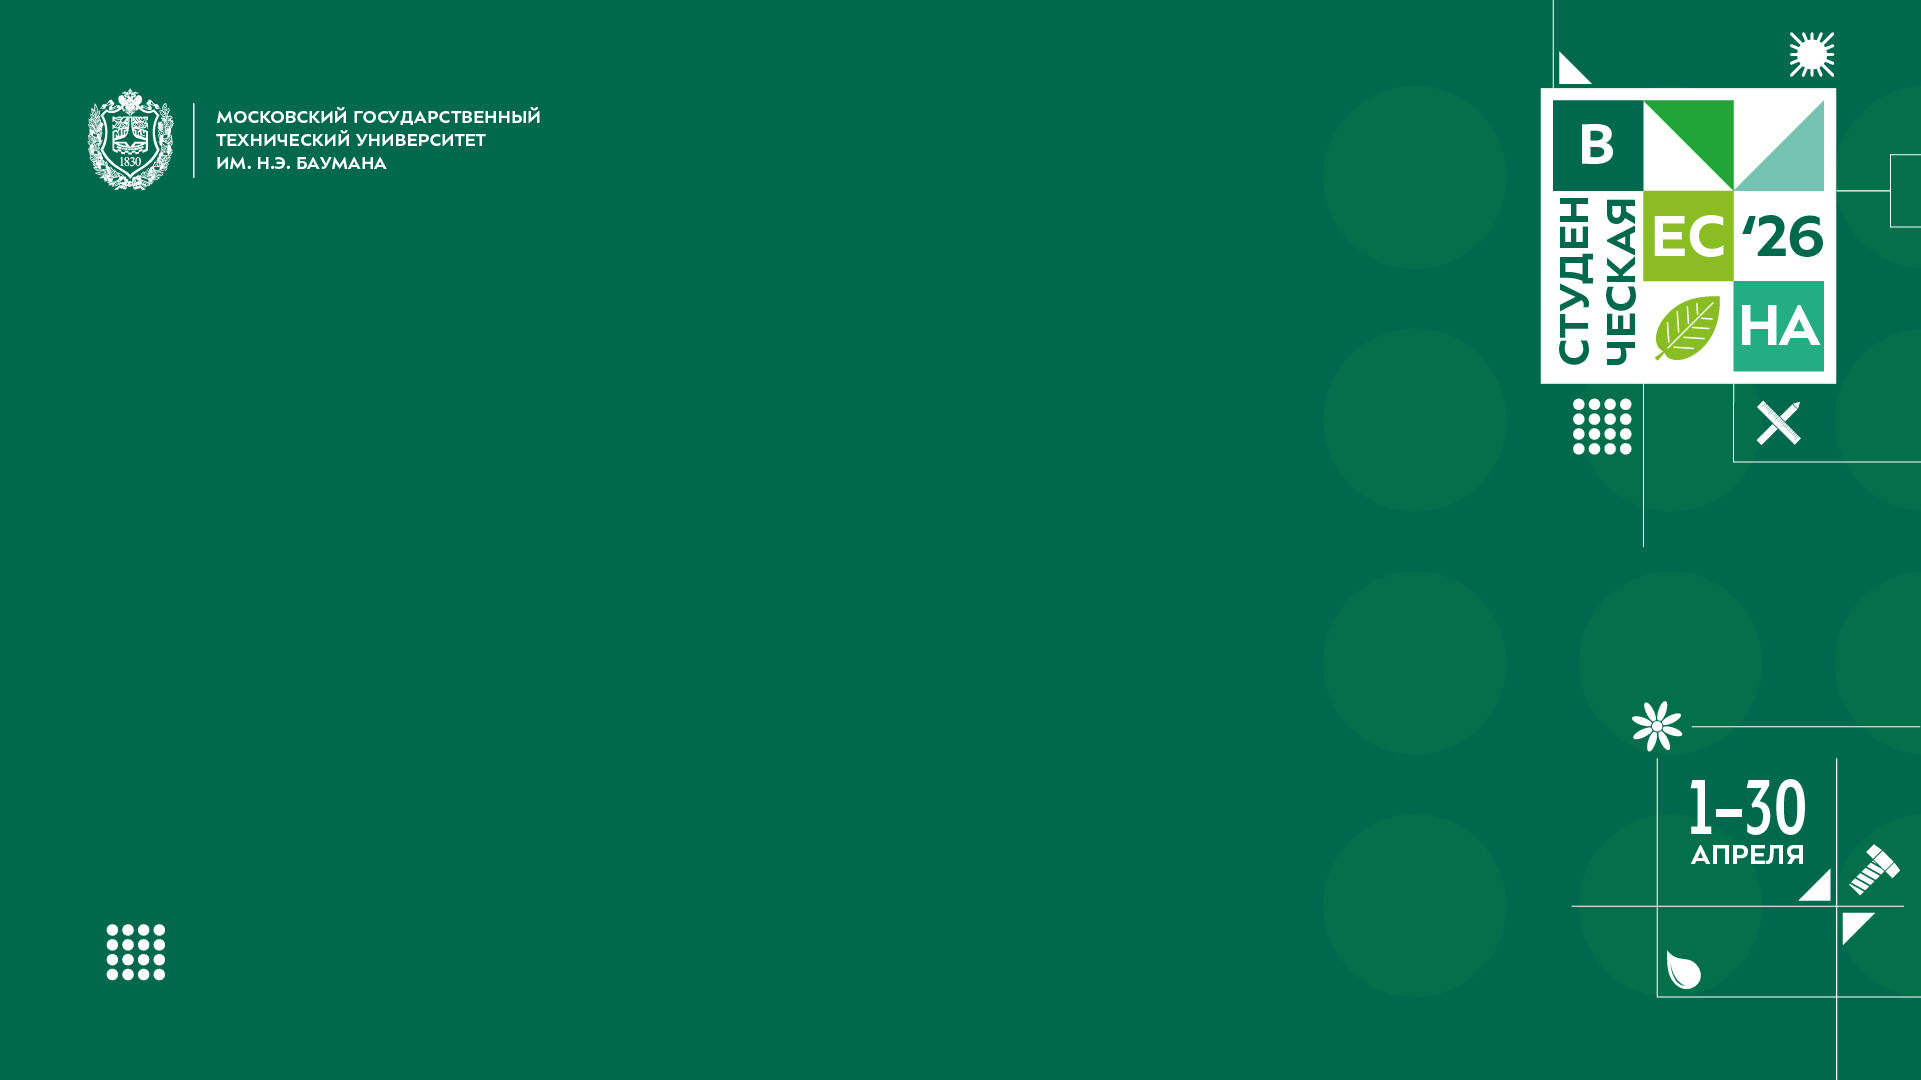 МОСКОВСКИЙ ГОСУДАРСТВЕННЫЙ
ТЕХНИЧЕСКИЙ УНИВЕРСИТЕТ
ИМ. Н.Э. БАУМАНА
1830
СТУДЕН
ЧЕСКАЯ
В
ЕС
‘26
НА
1–30
АПРЕЛЯ